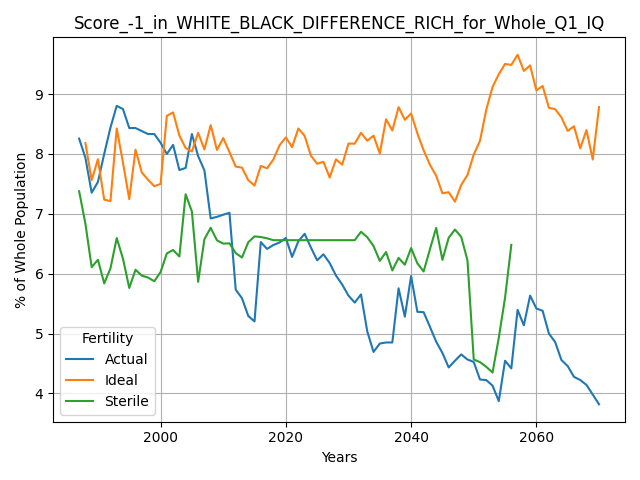 Score_-1_in_WHITE_BLACK_DIFFERENCE_RICH_for_Whole_Q1_IQ
% of Whole Population
9
8
7
6
5
4
Fertility
Actual
Ideal
Sterile
2000 2020 2040 2060
Years